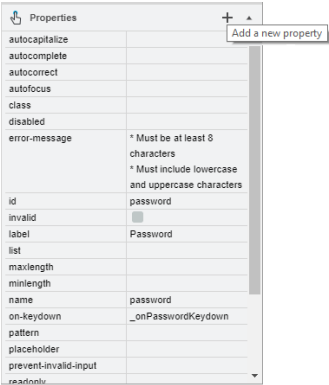 Properties
Add a new property
autocapitalize
autocomplete
autocorrect
autofocus
class
disabled
error-message * Must be at least 8
characters
* Must include lowercase
and uppercase characters
id password
invalid
label Password
list
maxlength
minlength
name password
on-keydown _onPasswordKeydown
pattern
placeholder
prevent-invalid-input
readonly